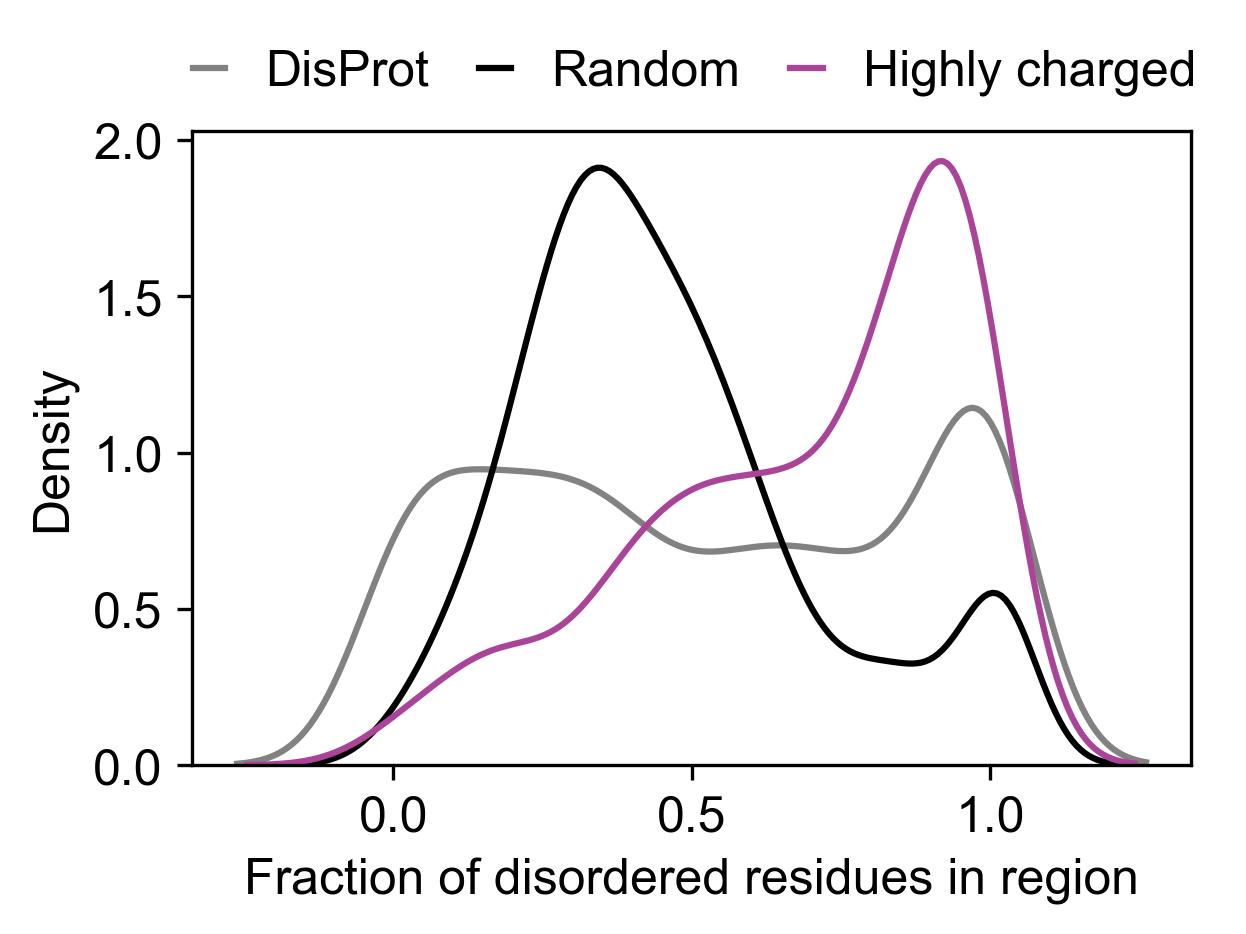 DisProt Random Highly charged
2.0
1.5
1.0
0.5
0.0
Density
0.0 0.5 1.0
Fraction of disordered residues in region